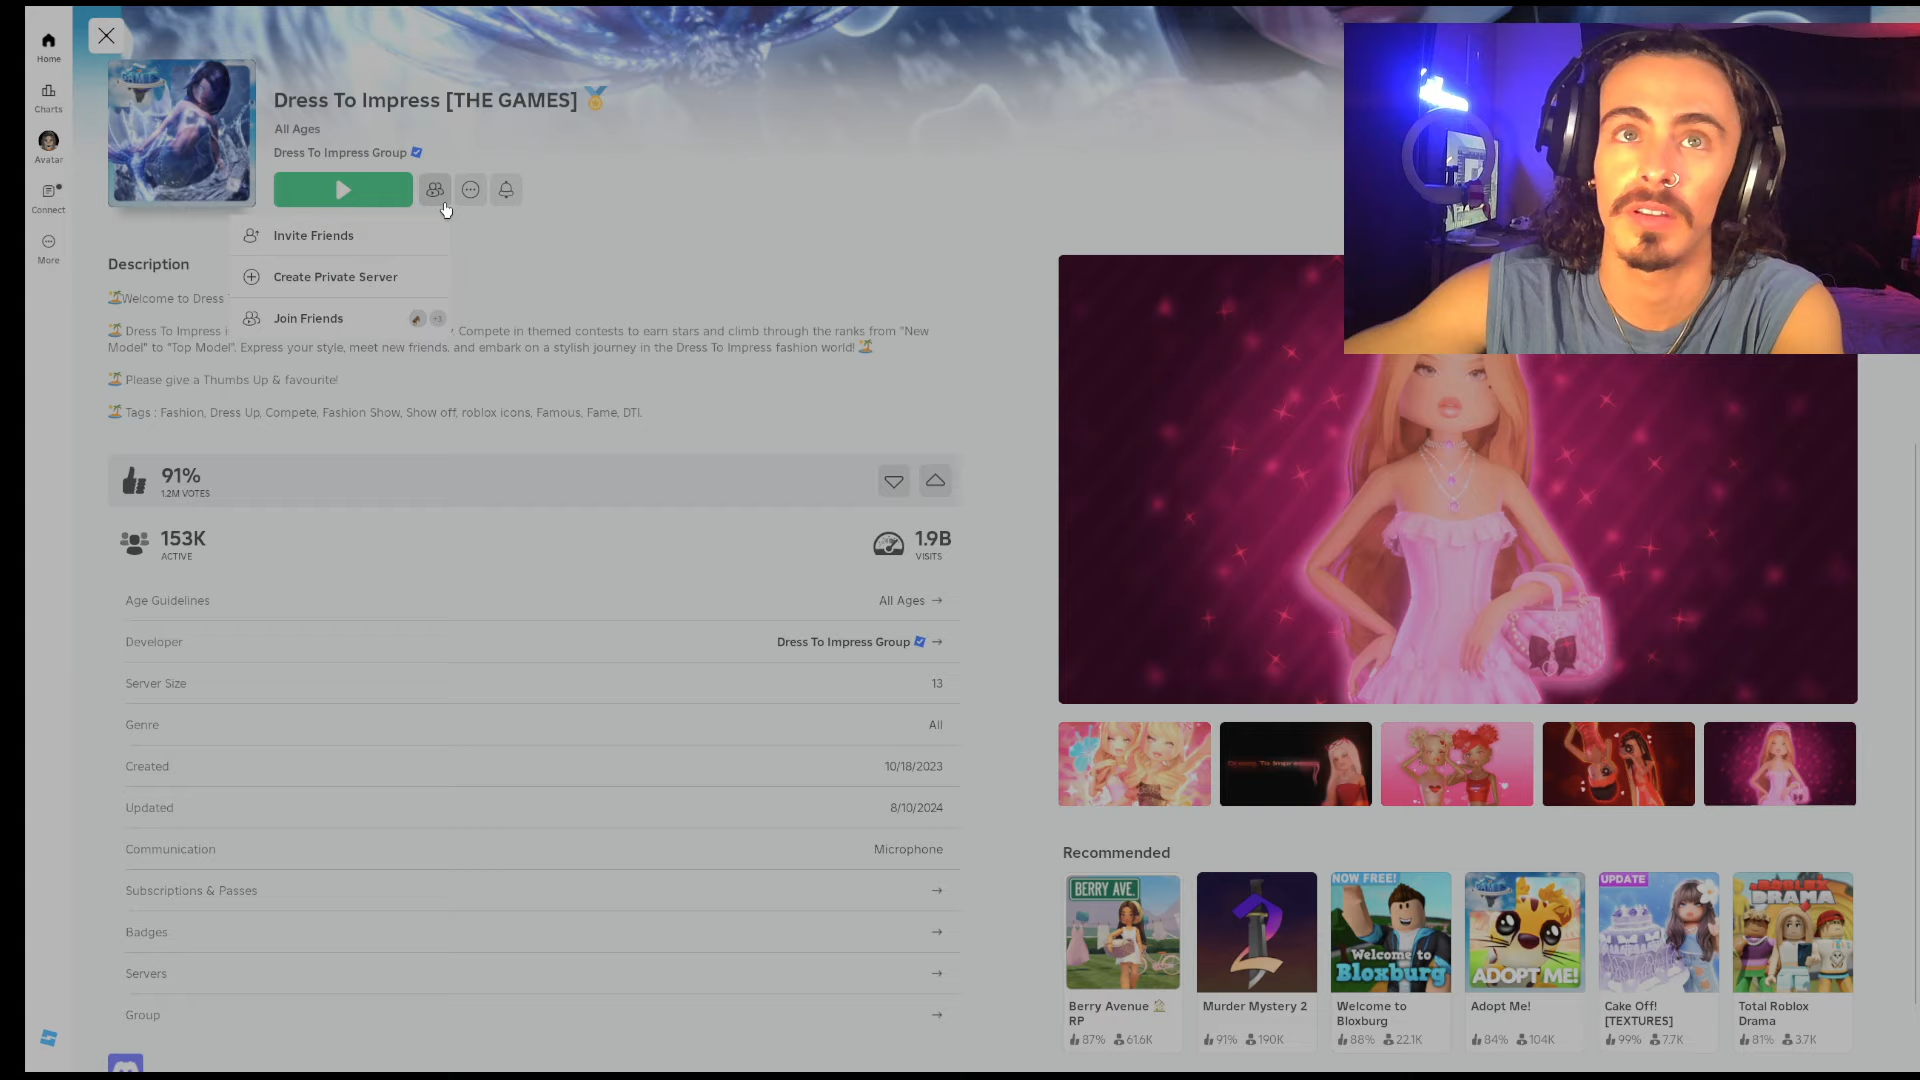 Home
Charts
Avatar
Connect
More
Dress To Impress [THE GAMES] 🏅
All Ages
Dress To Impress Group
Invite Friends
Create Private Server
Join Friends
+3
Description
🏝️Welcome to Dress
🏝️Dress To Impress
Compete in themed contests to earn stars and climb through the ranks from "New
Model" to "Top Model". Express your style, meet new friends, and embark on a stylish journey in the Dress To Impress fashion world! 🏝️
🏝️Please give a Thumbs Up & favourite!
🏝️Tags : Fashion, Dress Up, Compete, Fashion Show, Show off, roblox icons, Famous, Fame, DTI.
91%
1.2M VOTES
153K
ACTIVE
1.9B
VISITS
Age Guidelines
All Ages →
Developer
Dress To Impress Group →
Server Size
13
Genre
All
Created
10/18/2023
Updated
8/10/2024
Communication
Microphone
Subscriptions & Passes →
Badges →
Servers →
Group →
Recommended
BERRY AVE.
Berry Avenue 🏠
RP
87% 61.6K
Murder Mystery 2
91% 190K
NOW FREE!
Welcome to
Bloxburg
Welcome to
Bloxburg
88% 22.1K
ADOPT ME!
Adopt Me!
84% 104K
UPDATE
Cake Off!
[TEXTURES]
99% 7.7K
ROBLOX
DRAMA
Total Roblox
Drama
81% 3.7K